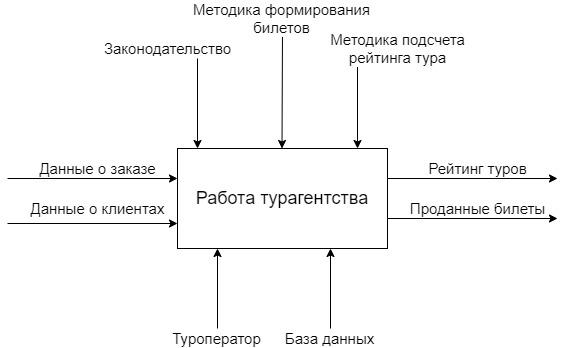 Методика формирования
билетов
Законодательство
Методика подсчета
рейтинга тура
Данные о заказе
Данные о клиентах
Работа турагентства
Рейтинг туров
Проданные билеты
Туроператор
База данных